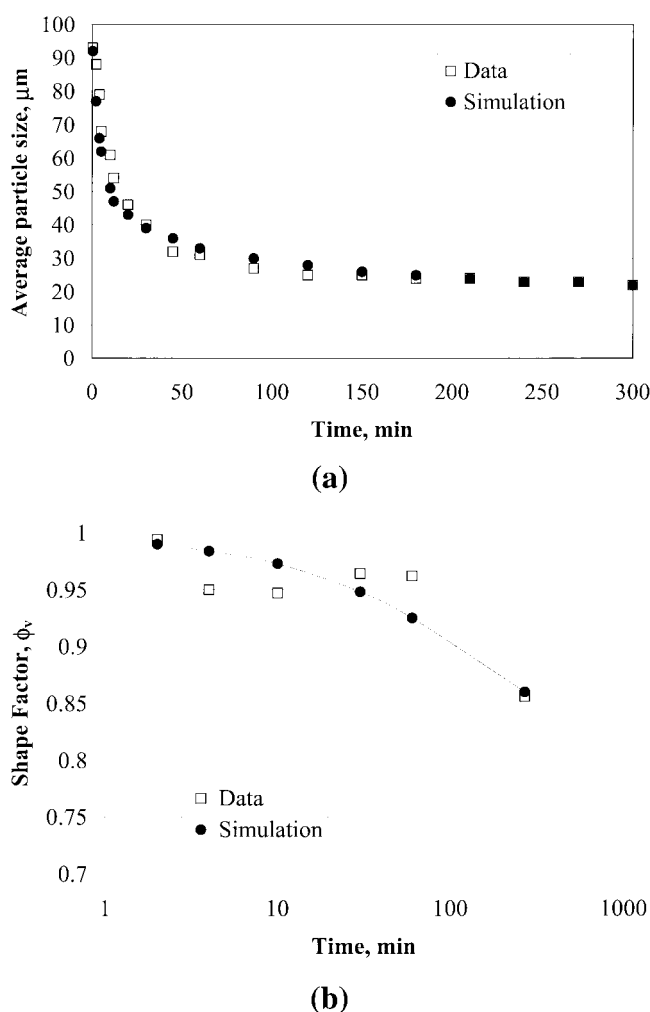 100
90
80
70
60
50
40
30
20
10
0
Average particle size, μm
Data
Simulation
0 50 100 150 200 250 300
Time, min
(a)
1
0.95
0.9
0.85
0.8
0.75
0.7
Shape Factor, ϕv
Data
Simulation
1 10 100 1000
Time, min
(b)